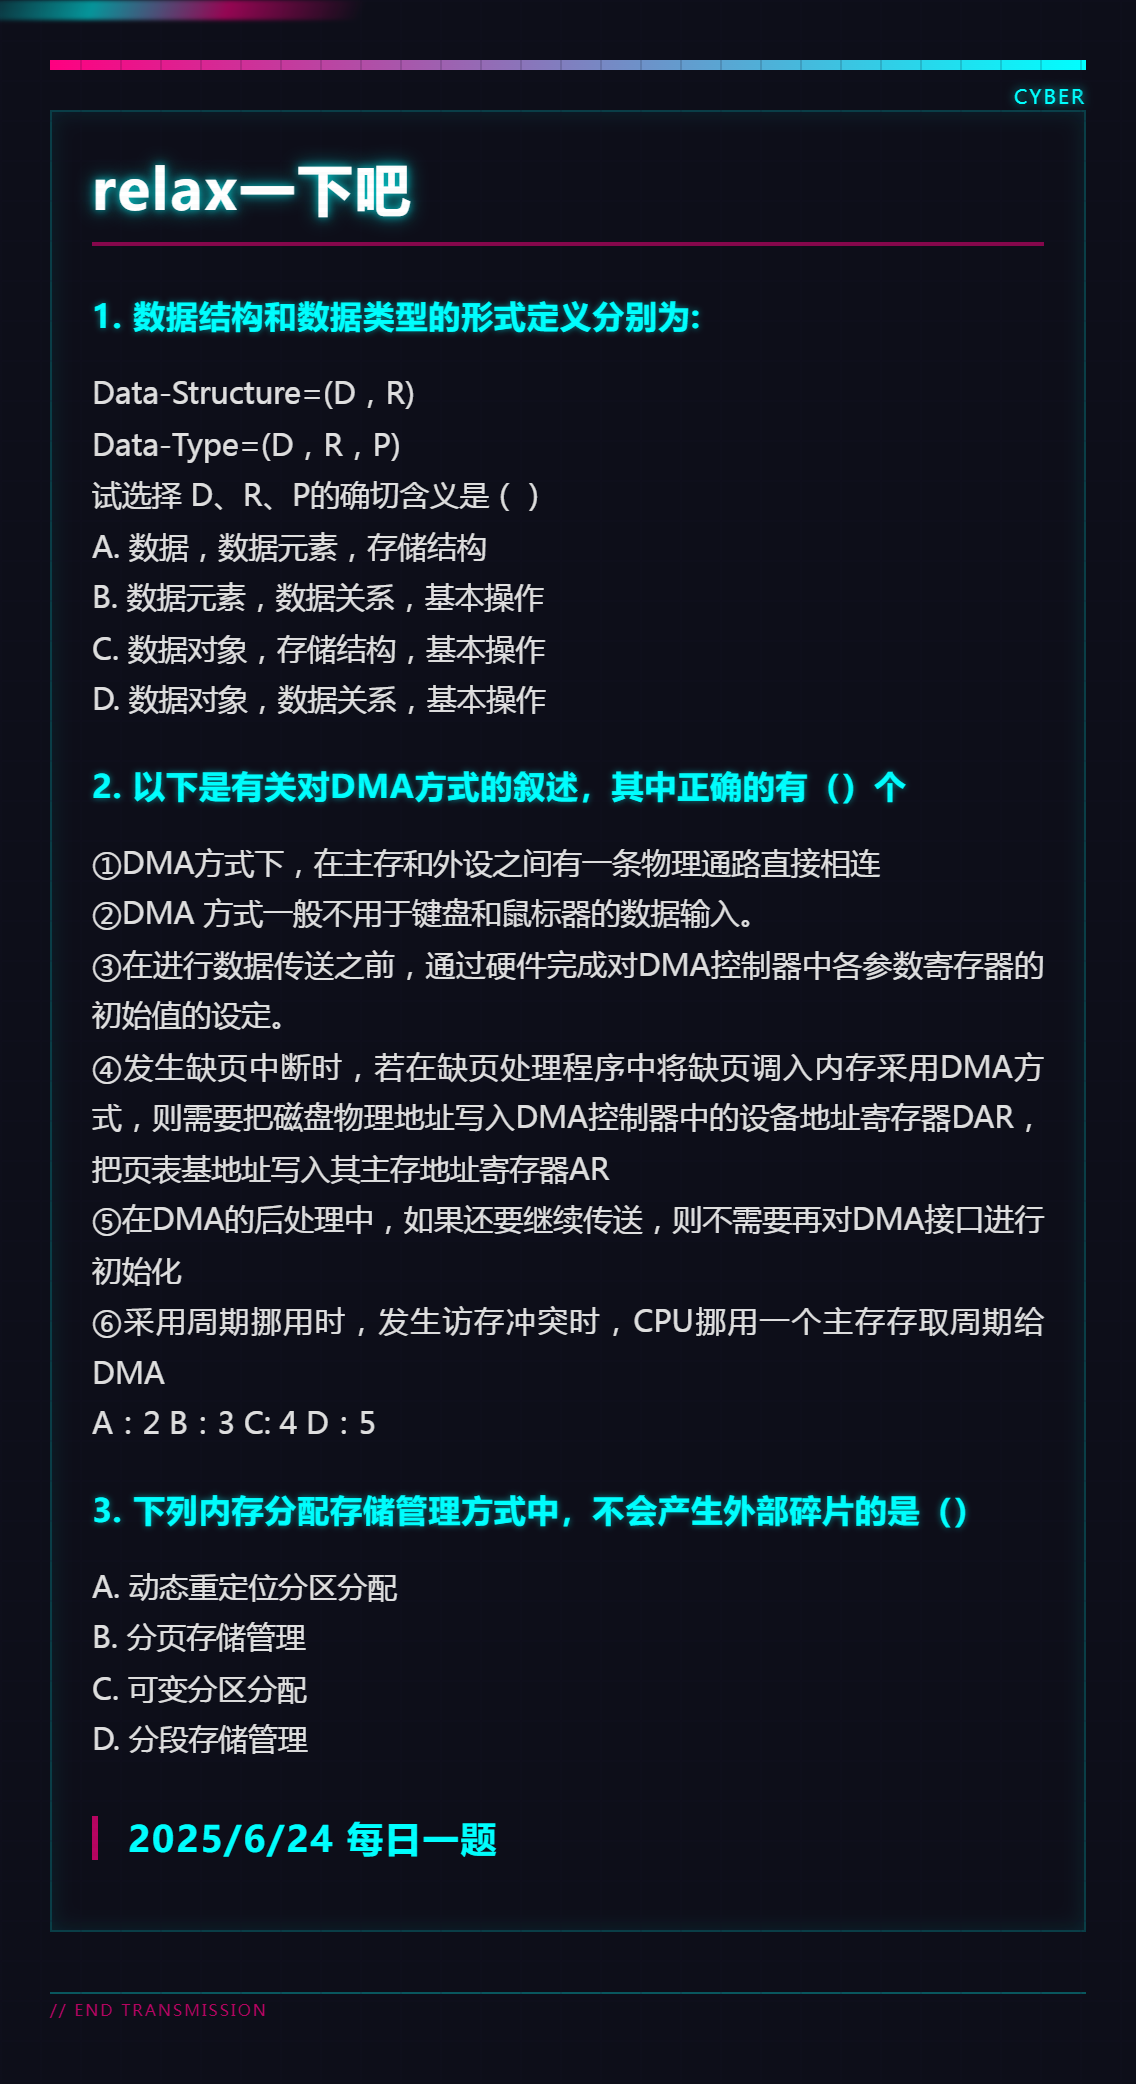 CYBER
relax一下吧
1. 数据结构和数据类型的形式定义分别为:
Data-Structure=(D，R)
Data-Type=(D，R，P)
试选择 D、R、P的确切含义是（ ）
A. 数据，数据元素，存储结构
B. 数据元素，数据关系，基本操作
C. 数据对象，存储结构，基本操作
D. 数据对象，数据关系，基本操作
2. 以下是有关对DMA方式的叙述，其中正确的有（）个
①DMA方式下，在主存和外设之间有一条物理通路直接相连
②DMA 方式一般不用于键盘和鼠标器的数据输入。
③在进行数据传送之前，通过硬件完成对DMA控制器中各参数寄存器的
初始值的设定。
④发生缺页中断时，若在缺页处理程序中将缺页调入内存采用DMA方
式，则需要把磁盘物理地址写入DMA控制器中的设备地址寄存器DAR，
把页表基地址写入其主存地址寄存器AR
⑤在DMA的后处理中，如果还要继续传送，则不需要再对DMA接口进行
初始化
⑥采用周期挪用时，发生访存冲突时，CPU挪用一个主存存取周期给
DMA
A：2 B：3 C: 4 D：5
3. 下列内存分配存储管理方式中，不会产生外部碎片的是（）
A. 动态重定位分区分配
B. 分页存储管理
C. 可变分区分配
D. 分段存储管理
2025/6/24 每日一题
// END TRANSMISSION